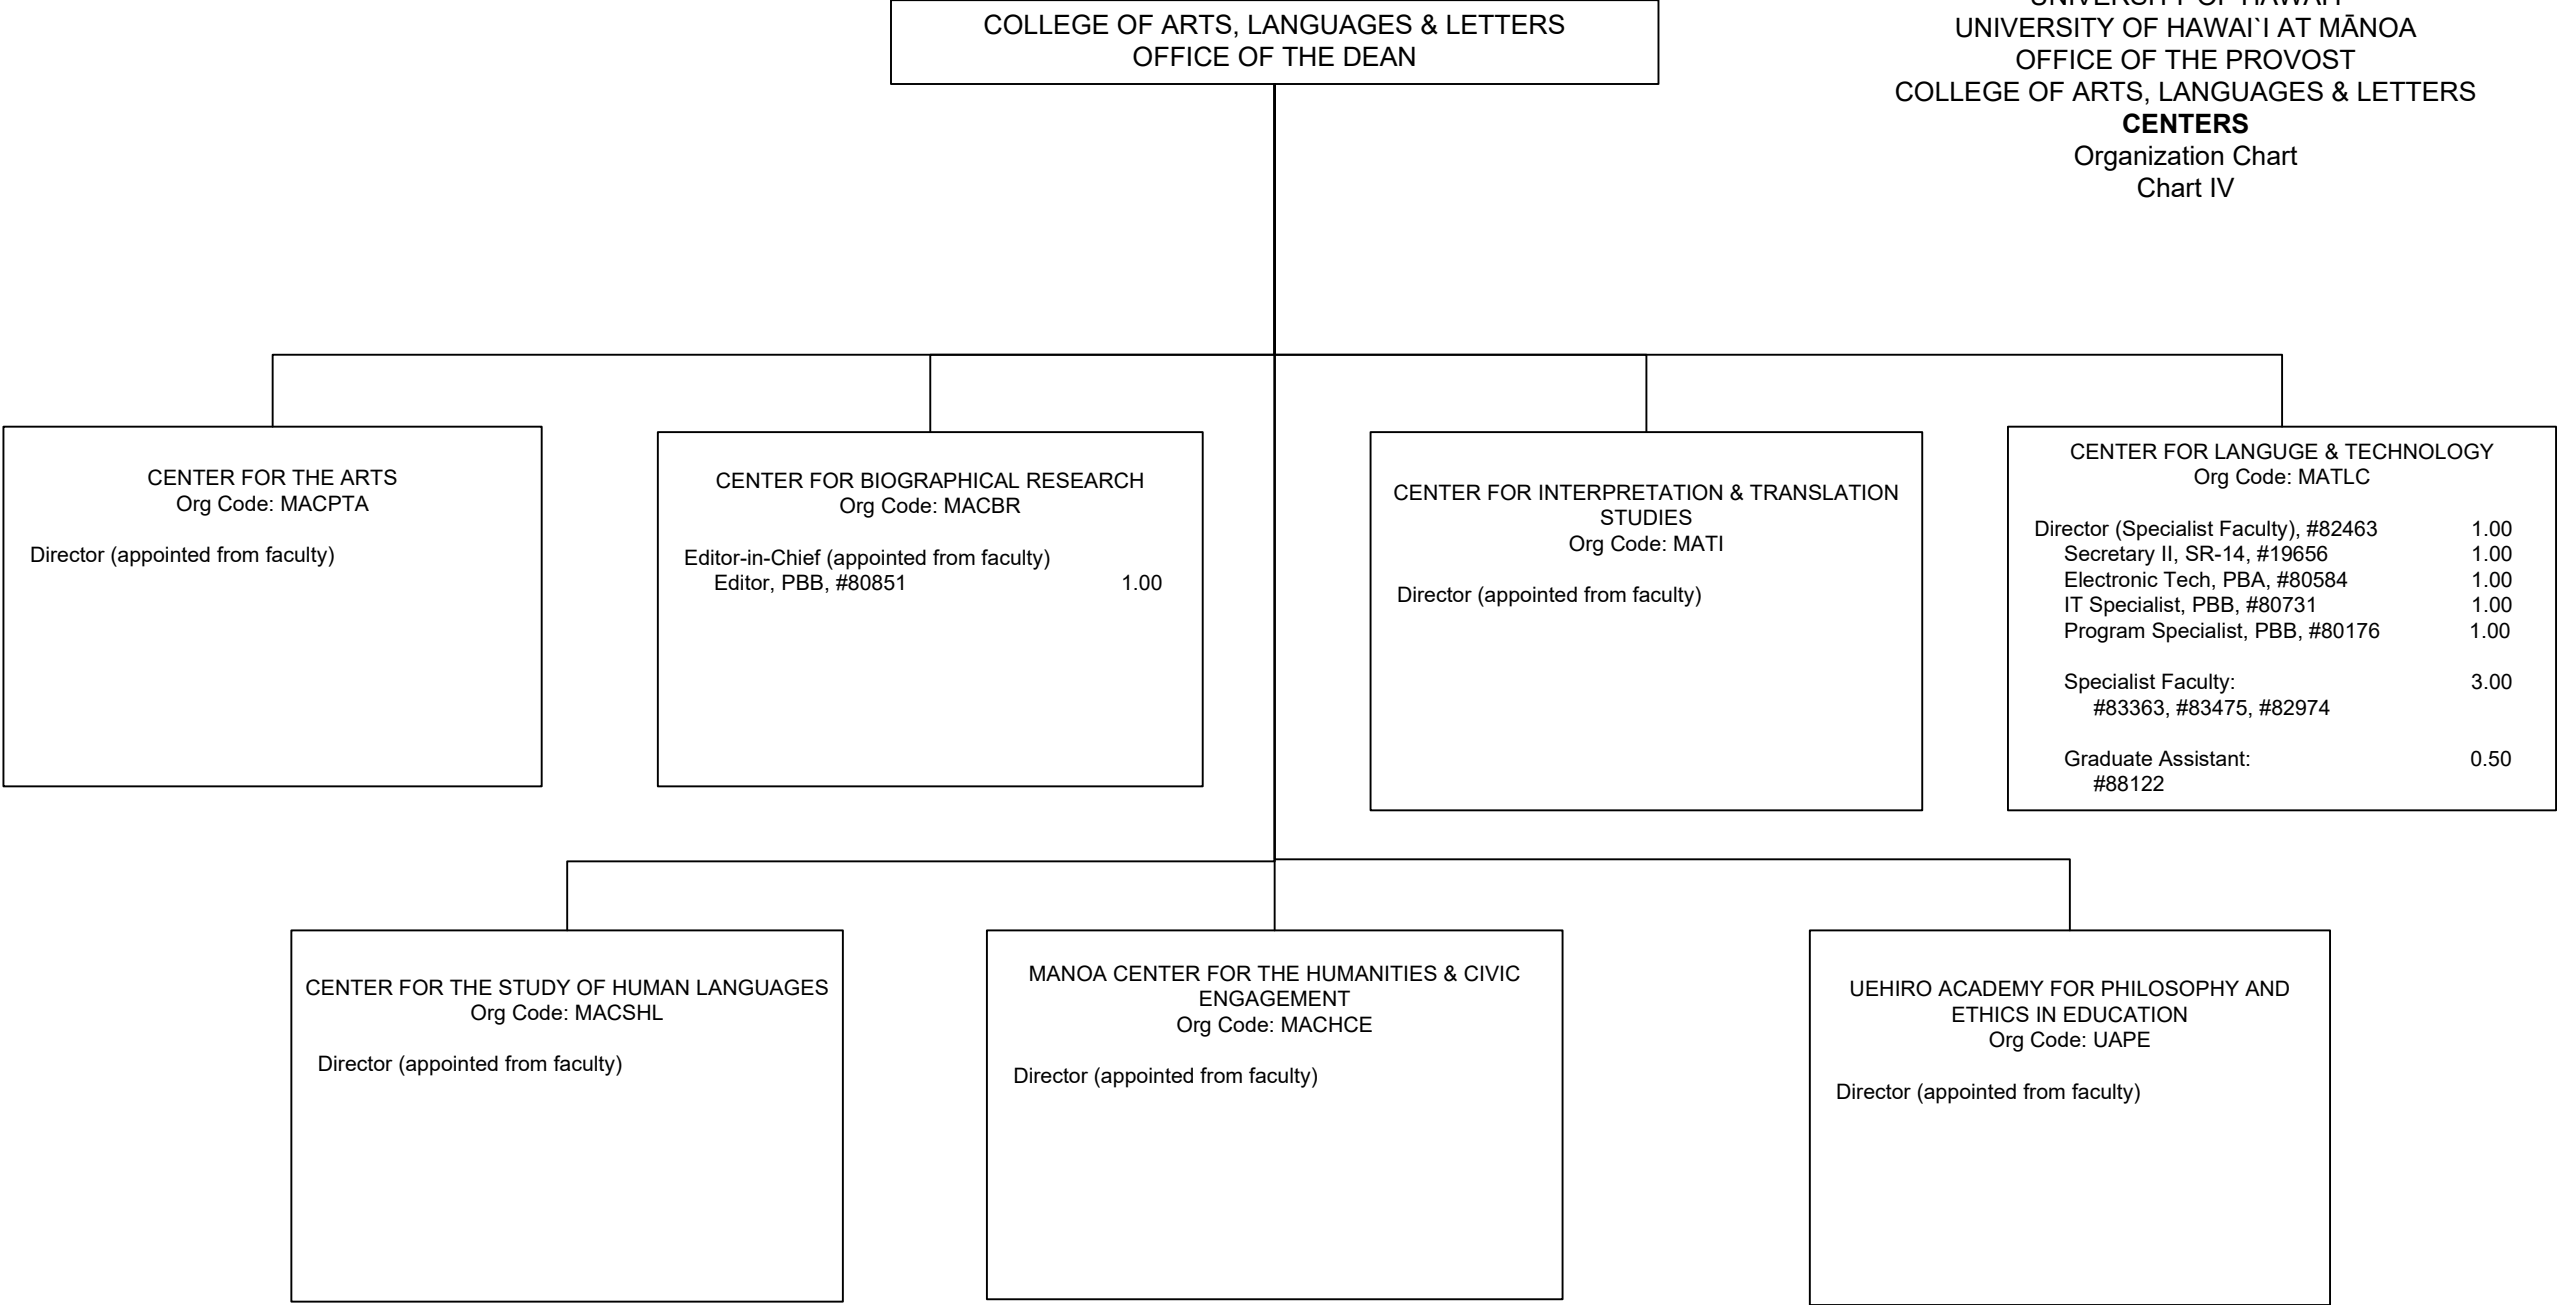 COLLEGE OF ARTS, LANGUAGES & LETTERS
OFFICE OF THE DEAN
UNIVERSITY OF
UNIVERSITY OF HAWAI`I AT MĀNOA
OFFICE OF THE PROVOST
COLLEGE OF ARTS, LANGUAGES & LETTERS
CENTERS
Organization Chart
Chart IV
CENTER FOR THE ARTS
Org Code: MACPTA
Director (appointed from faculty)
CENTER FOR BIOGRAPHICAL RESEARCH
Org Code: MACBR
Editor-in-Chief (appointed from faculty)
Editor, PBB, #80851 1.00
CENTER FOR INTERPRETATION & TRANSLATION
STUDIES
Org Code: MATI
Director (appointed from faculty)
CENTER FOR LANGUGE & TECHNOLOGY
Org Code: MATLC
Director (Specialist Faculty), #82463 1.00
Secretary II, SR-14, #19656 1.00
Electronic Tech, PBA, #80584 1.00
IT Specialist, PBB, #80731 1.00
Program Specialist, PBB, #80176 1.00
Specialist Faculty: 3.00
#83363, #83475, #82974
Graduate Assistant: 0.50
#88122
CENTER FOR THE STUDY OF HUMAN LANGUAGES
Org Code: MACSHL
Director (appointed from faculty)
MANOA CENTER FOR THE HUMANITIES & CIVIC
ENGAGEMENT
Org Code: MACHCE
Director (appointed from faculty)
UEHIRO ACADEMY FOR PHILOSOPHY AND
ETHICS IN EDUCATION
Org Code: UAPE
Director (appointed from faculty)